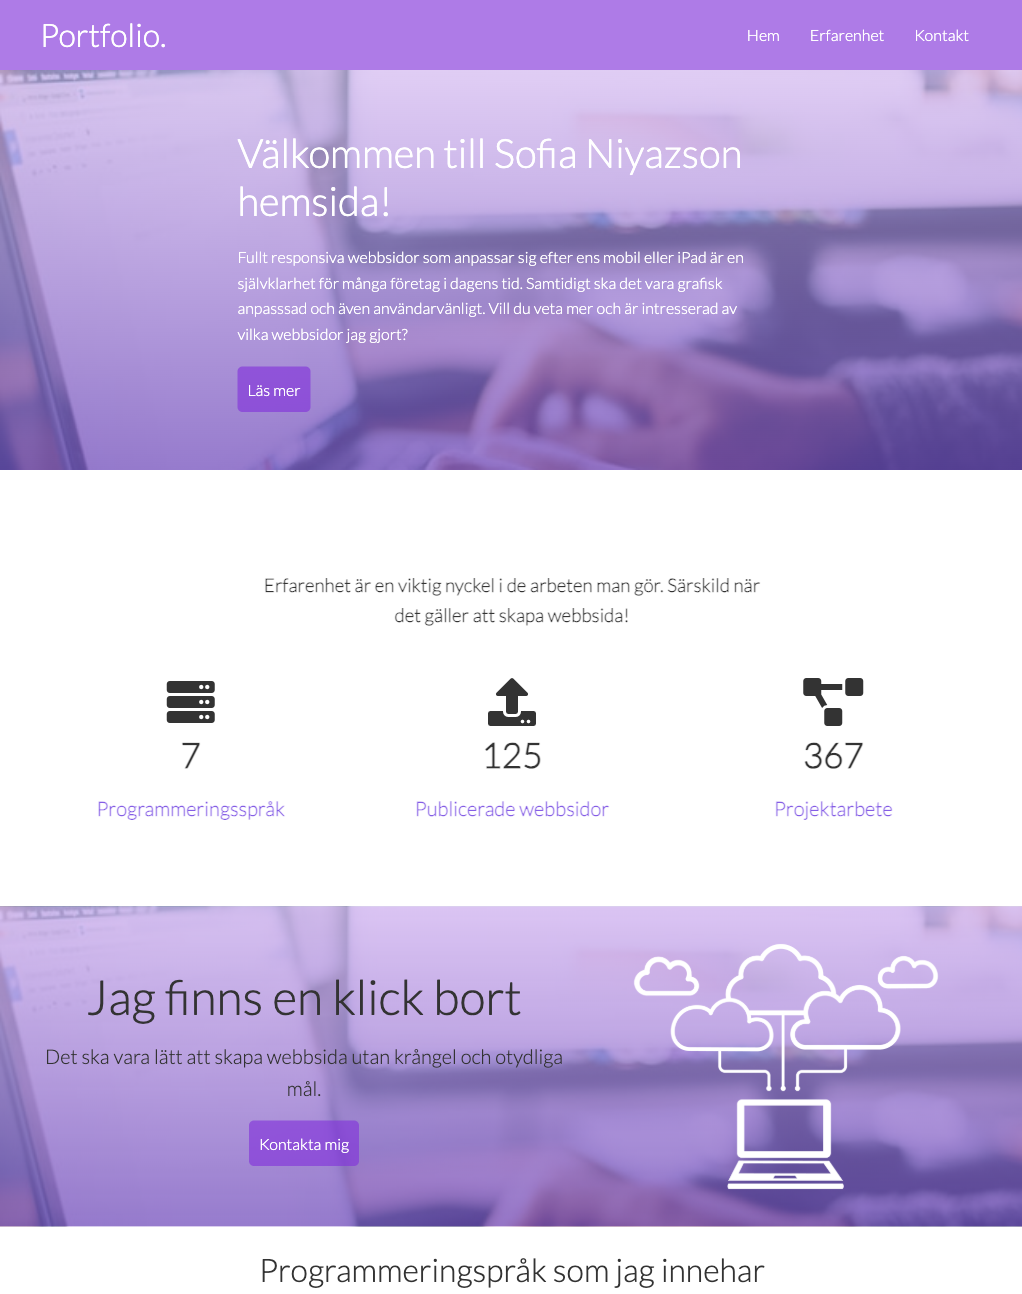 Portfolio.
Hem Erfarenhet Kontakt
Välkommen till Sofia Niyazson
hemsida!
Fullt responsiva webbsidor som anpassar sig efter ens mobil eller iPad är en
självklarhet för många företag i dagens tid. Samtidigt ska det vara grafisk
anpasssad och även användarvänligt. Vill du veta mer och är intresserad av
vilka webbsidor jag gjort?
Läs mer
Erfarenhet är en viktig nyckel i de arbeten man gör. Särskild när
det gäller att skapa webbsida!
7
Programmeringsspråk
125
Publicerade webbsidor
367
Projektarbete
Jag finns en klick bort
Det ska vara lätt att skapa webbsida utan krångel och otydliga
mål.
Kontakta mig
Programmeringspråk som jag innehar